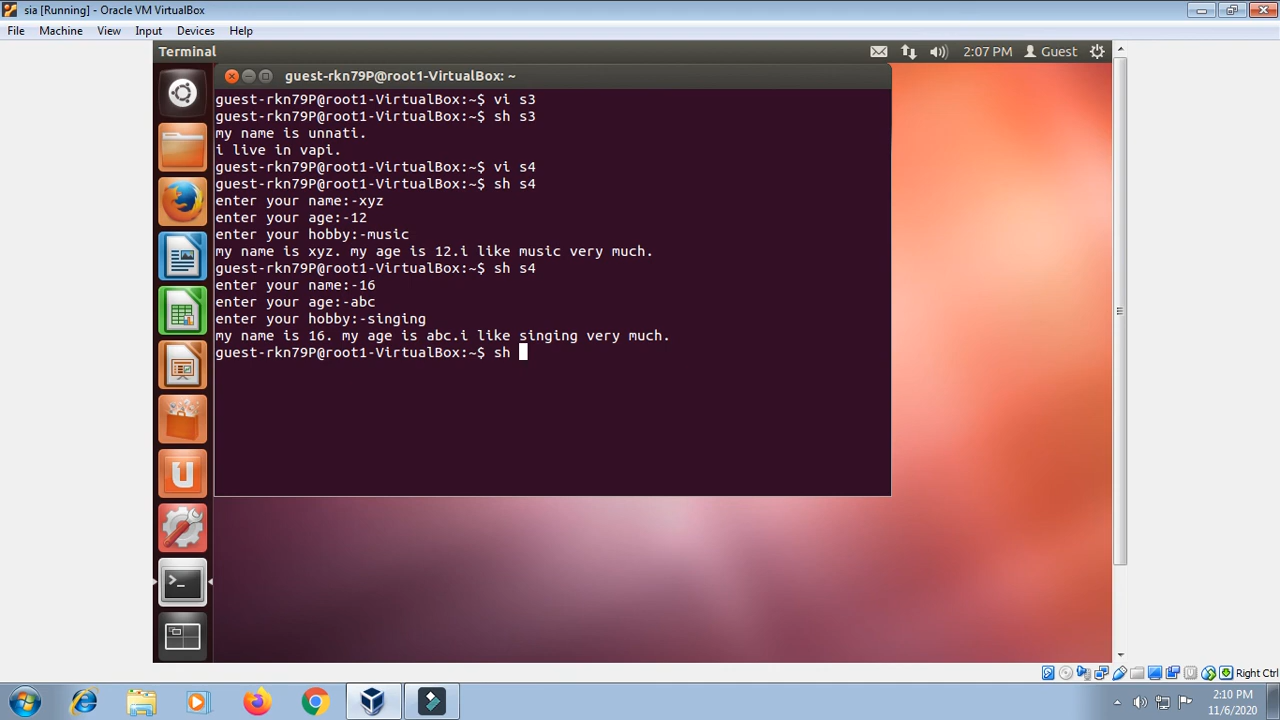 sia [Running] - Oracle VM VirtualBox
File Machine View Input Devices Help
Terminal 2:07 PM Guest
guest-rkn79P@root1-VirtualBox: ~
guest-rkn79P@root1-VirtualBox:~$ vi s3
guest-rkn79P@root1-VirtualBox:~$ sh s3
my name is unnati.
i live in vapi.
guest-rkn79P@root1-VirtualBox:~$ vi s4
guest-rkn79P@root1-VirtualBox:~$ sh s4
enter your name:-xyz
enter your age:-12
enter your hobby:-music
my name is xyz. my age is 12.i like music very much.
guest-rkn79P@root1-VirtualBox:~$ sh s4
enter your name:-16
enter your age:-abc
enter your hobby:-singing
my name is 16. my age is abc.i like singing very much.
guest-rkn79P@root1-VirtualBox:~$ sh
Right Ctrl
2:10 PM
11/6/2020